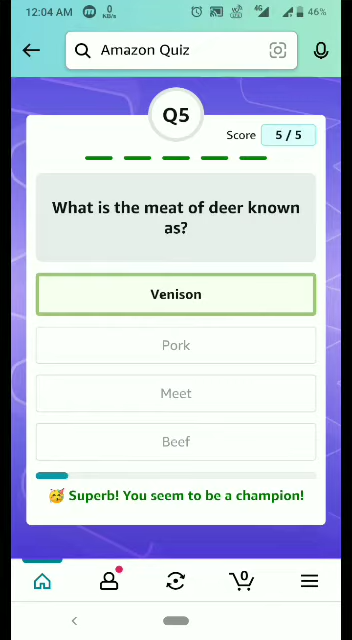 12:04 AM 0 KB/s 4G 46%
Amazon Quiz
Q5
Score 5 / 5
What is the meat of deer known
as?
Venison
Pork
Meet
Beef
🥳 Superb! You seem to be a champion!
0